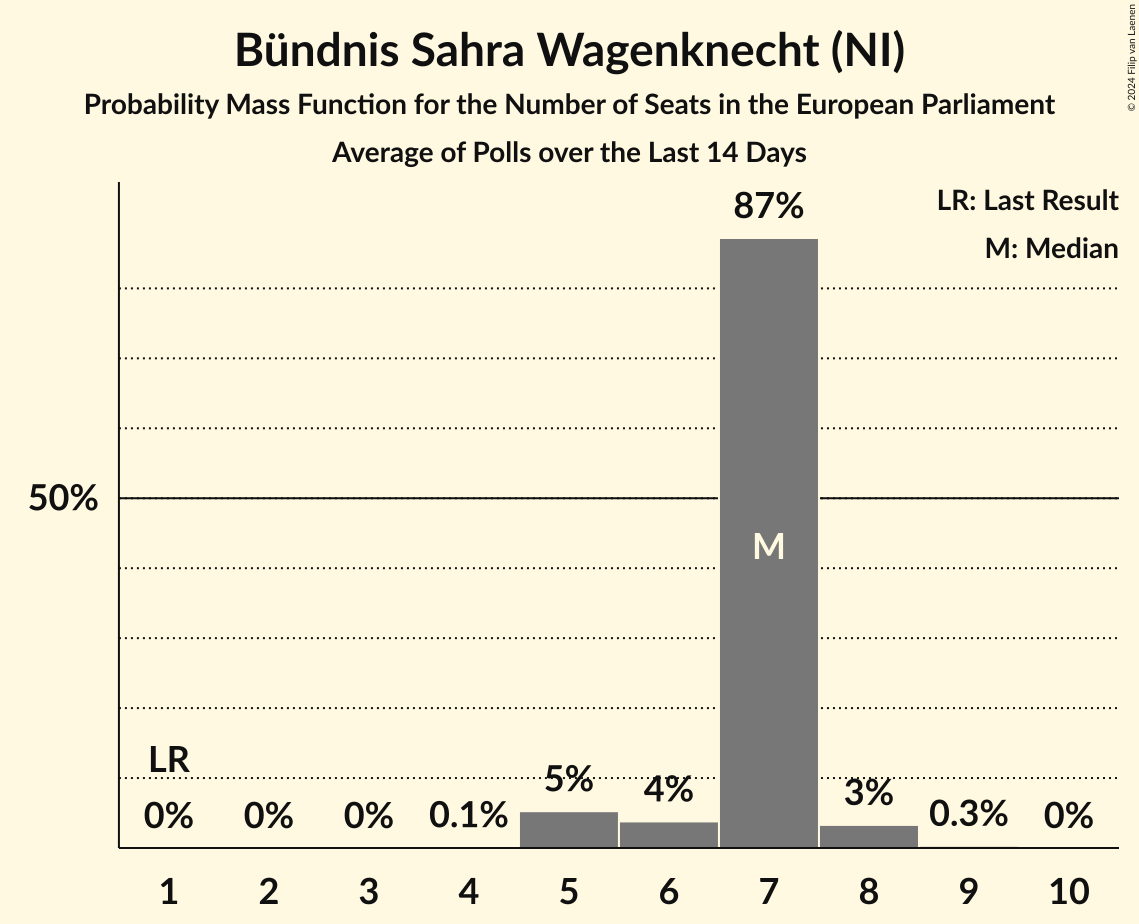 Bündnis Sahra Wagenknecht (NI)
Probability Mass Function for the Number of Seats in the European Parliament
Average of Polls over the Last 14 Days
© 2024 Filip van Laenen
LR: Last Result
M: Median
87%
50%
M
LR
0% 0% 0% 0.1% 5% 4% 3% 0.3% 0%
1 2 3 4 5 6 7 8 9 10